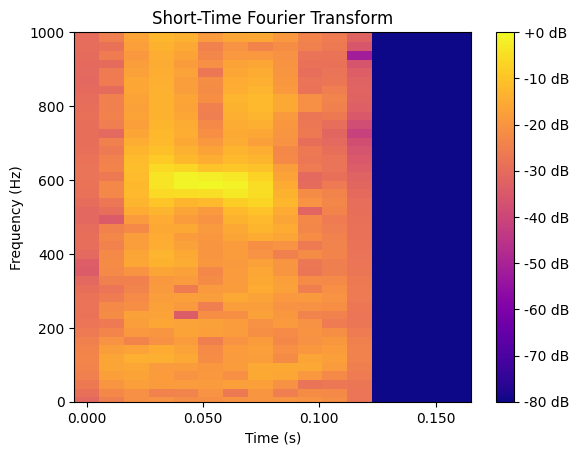 Short-Time Fourier Transform
Frequency (Hz)
1000
800
600
400
200
0
0.000
0.050
0.100
0.150
Time (s)
+0 dB
-10 dB
-20 dB
-30 dB
-40 dB
-50 dB
-60 dB
-70 dB
-80 dB